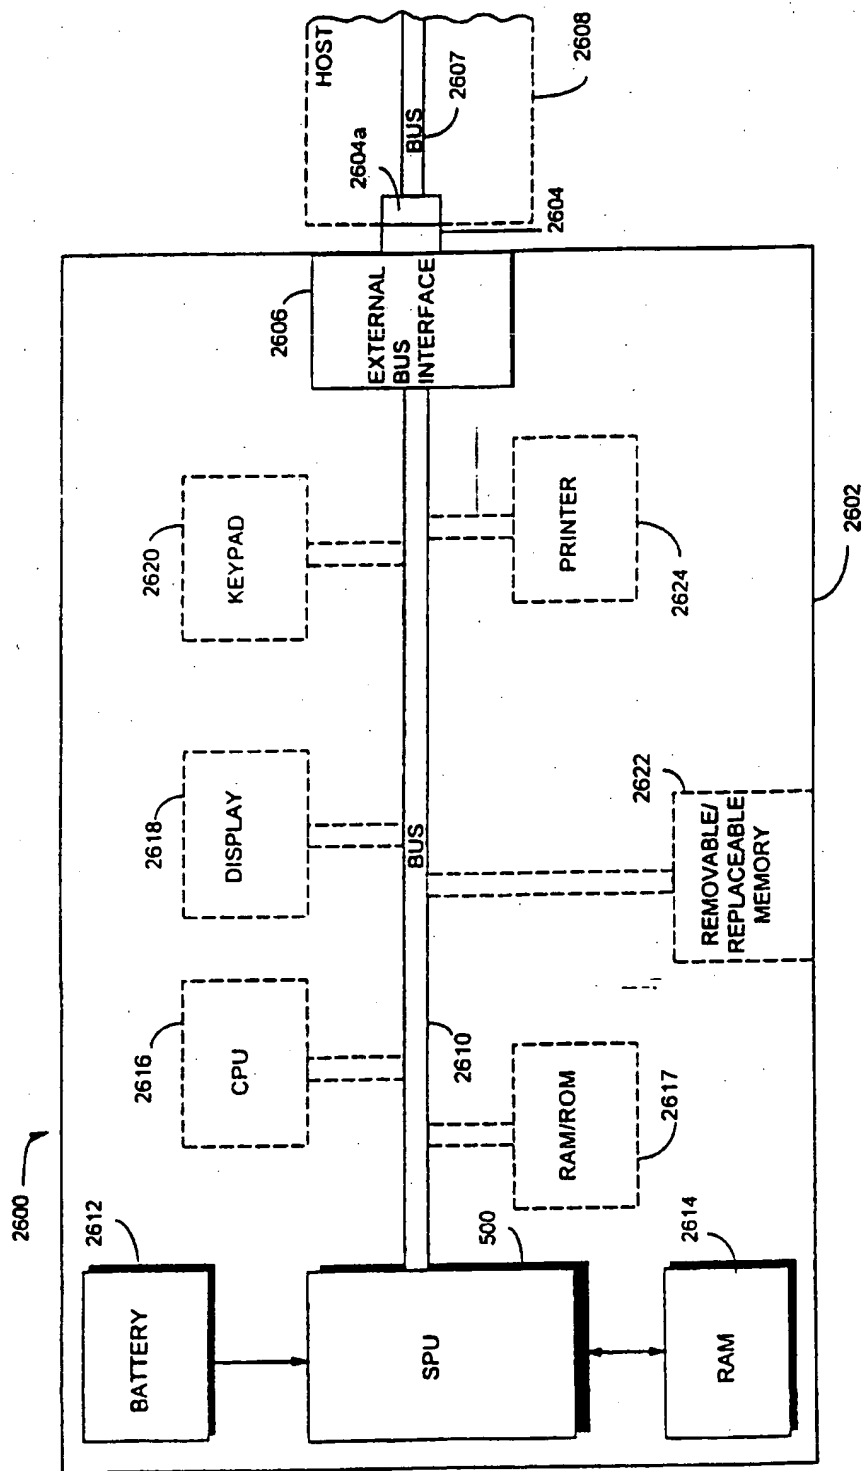 2600
2612
BATTERY
SPU
500
RAM
2614
2616
CPU
2618
DISPLAY
2620
KEYPAD
BUS
2610
RAM/ROM
2617
2622
REMOVABLE/
REPLACEABLE
MEMORY
PRINTER
2624
2606
EXTERNAL
BUS
INTERFACE
2602
HOST
2604a
BUS
2607
2604
2608